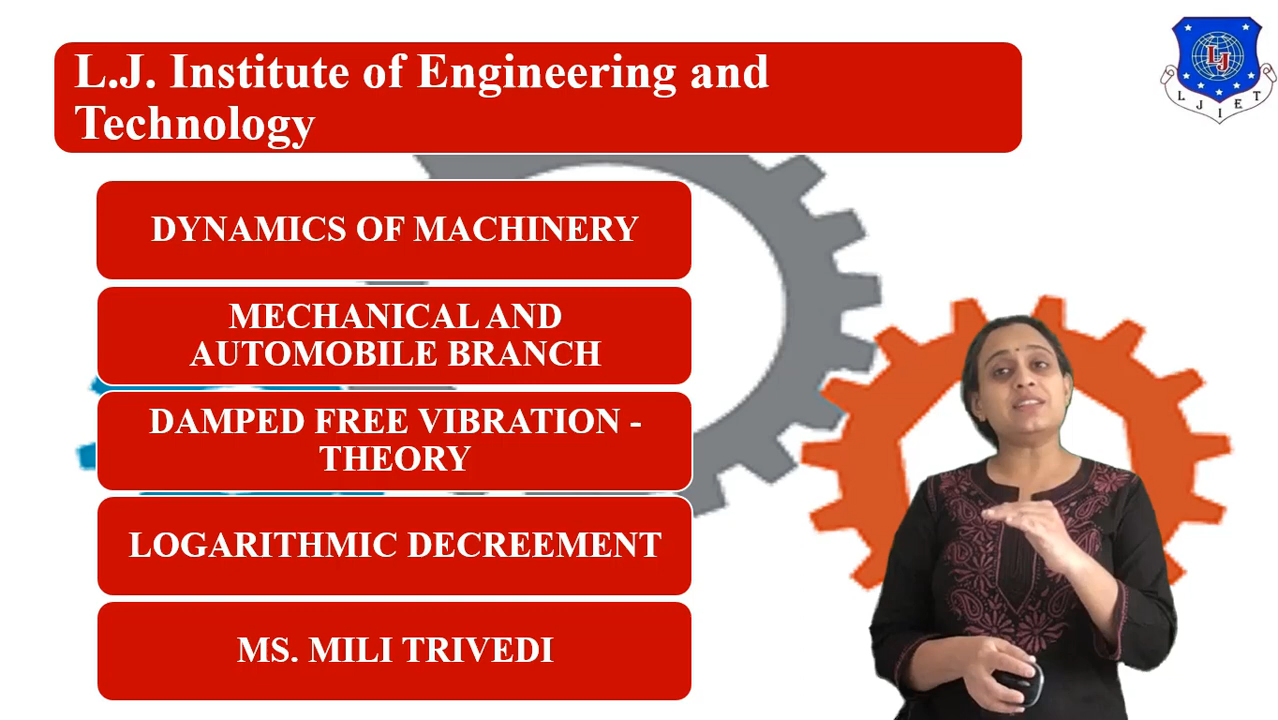 L.J. Institute of Engineering and
Technology
LJ
LJIET
DYNAMICS OF MACHINERY
MECHANICAL AND
AUTOMOBILE BRANCH
DAMPED FREE VIBRATION -
THEORY
LOGARITHMIC DECREEMENT
MS. MILI TRIVEDI